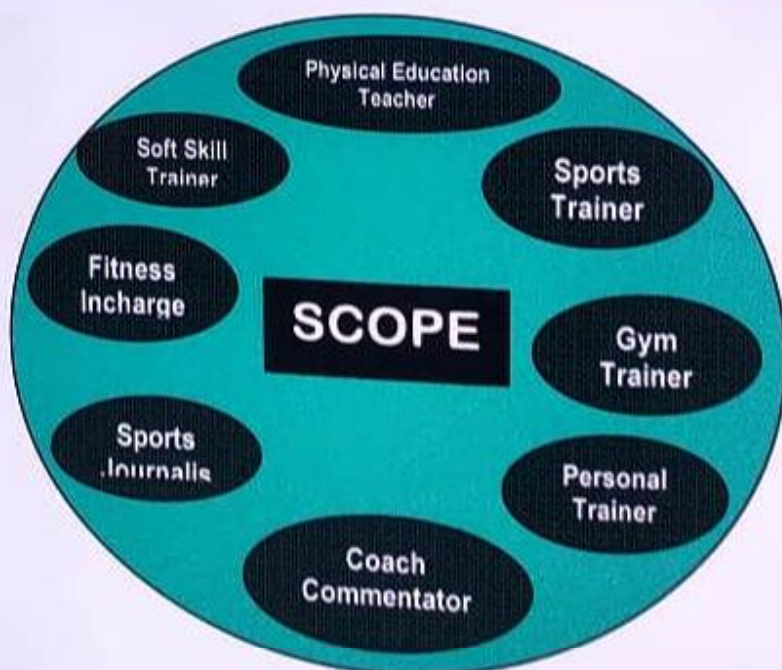 Physical Education
Teacher
Soft Skill
Trainer
Sports
Trainer
Fitness
Incharge
SCOPE
Gym
Trainer
Sports
Journalis
Personal
Trainer
Coach
Commentator